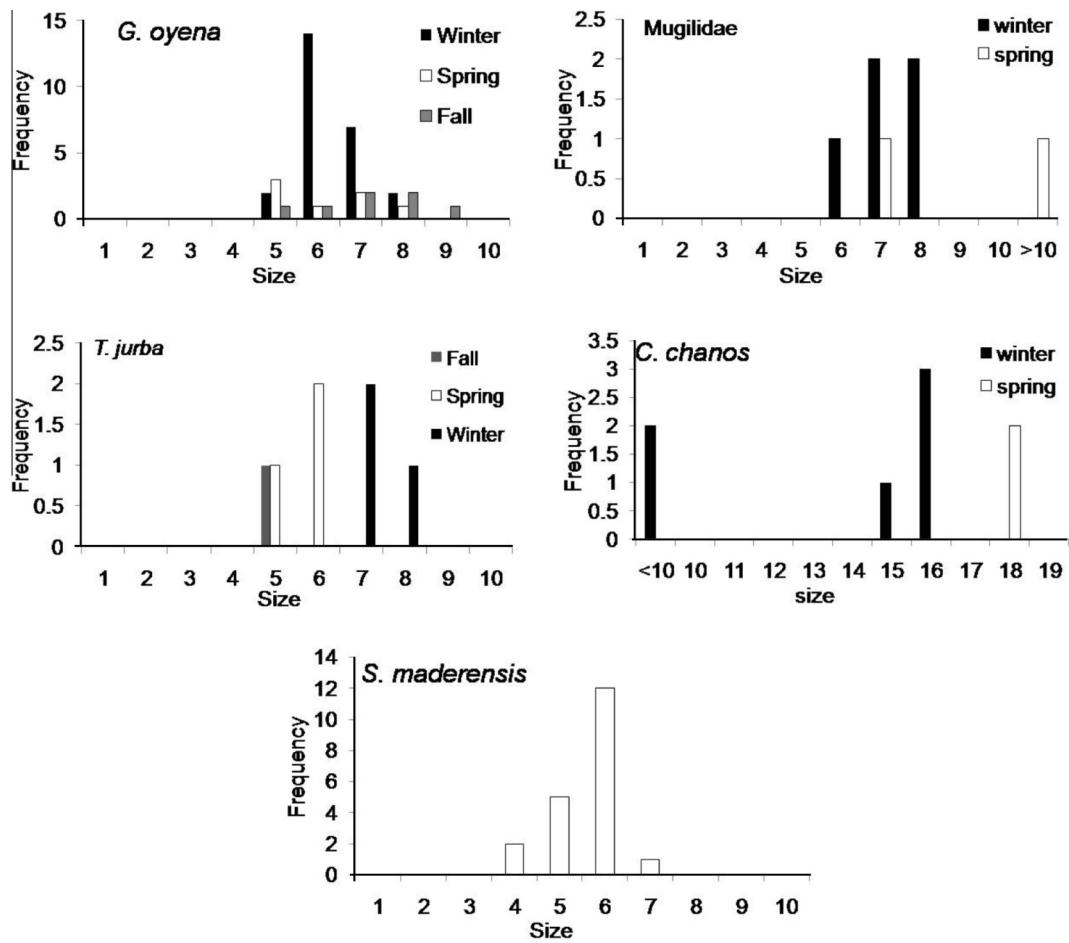 G. oyena
Winter
Spring
Fall
Frequency
15
10
5
0
1 2 3 4 5 6 7 8 9 10
Size
Mugilidae
winter
spring
Frequency
2.5
2
1.5
1
0.5
0
1 2 3 4 5 6 7 8 9 10 >10
Size
T. jurba
Fall
Spring
Winter
Frequency
2.5
2
1.5
1
0.5
0
1 2 3 4 5 6 7 8 9 10
Size
C. chanos
winter
spring
Frequency
3.5
3
2.5
2
1.5
1
0.5
0
<10 10 11 12 13 14 15 16 17 18 19
size
S. maderensis
Frequency
14
12
10
8
6
4
2
0
1 2 3 4 5 6 7 8 9 10
Size